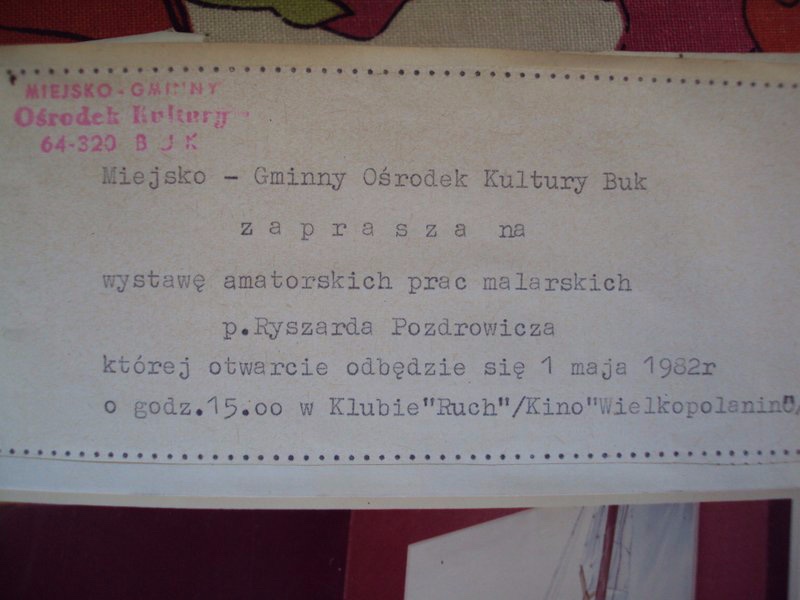 MIEJSKO-GMINNY
Ośrodek Kultury
64-320 BUK
Miejsko - Gminny Ośrodek Kultury Buk
z a p r a s z a na
wystawę amatorskich prac malarskich
p.Ryszarda Pozdrowicza
której otwarcie odbędzie się 1 maja 1982r
o godz.15.oo w Klubie"Ruch"/Kino"Wielkopolanin"/